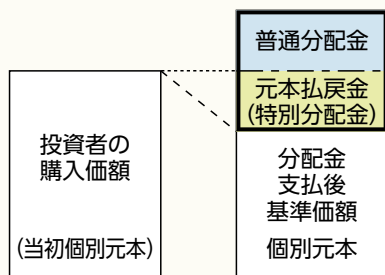 普通分配金
元本払戻金
(特別分配金)
投資者の
購入価額
(当初個別元本)
分配金
支払後
基準価額
個別元本